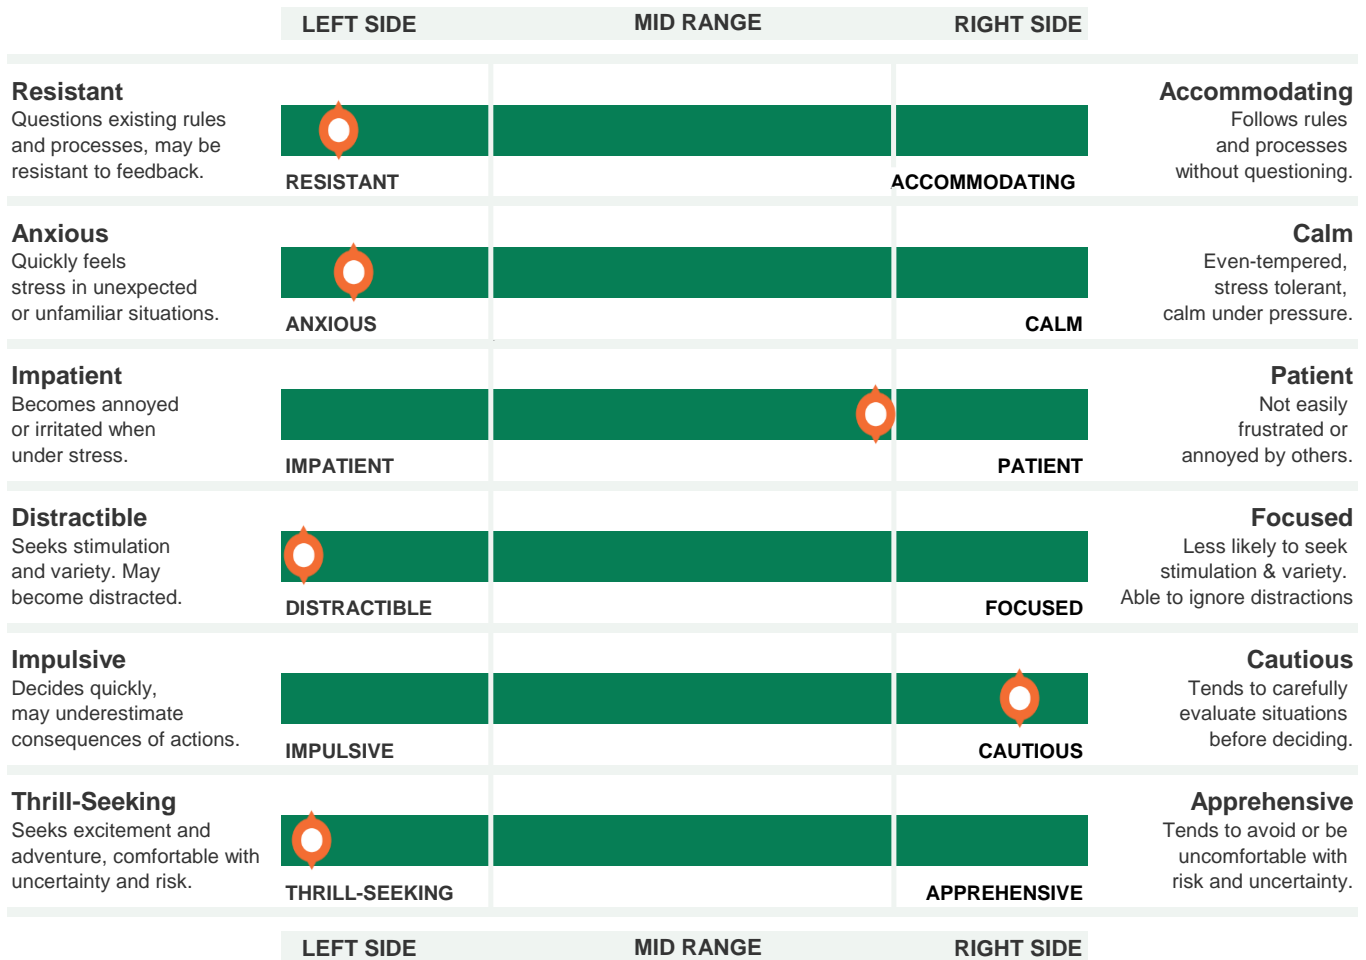 LEFT SIDE MID RANGE RIGHT SIDE
Resistant
Questions existing rules
and processes, may be
resistant to feedback.
RESISTANT ACCOMMODATING
Accommodating
Follows rules
and processes
without questioning.
Anxious
Quickly feels
stress in unexpected
or unfamiliar situations.
ANXIOUS CALM
Calm
Even-tempered,
stress tolerant,
calm under pressure.
Impatient
Becomes annoyed
or irritated when
under stress.
IMPATIENT PATIENT
Patient
Not easily
frustrated or
annoyed by others.
Distractible
Seeks stimulation
and variety. May
become distracted.
DISTRACTIBLE FOCUSED
Focused
Less likely to seek
stimulation & variety.
Able to ignore distractions
Impulsive
Decides quickly,
may underestimate
consequences of actions.
IMPULSIVE CAUTIOUS
Cautious
Tends to carefully
evaluate situations
before deciding.
Thrill-Seeking
Seeks excitement and
adventure, comfortable with
uncertainty and risk.
THRILL-SEEKING APPREHENSIVE
Apprehensive
Tends to avoid or be
uncomfortable with
risk and uncertainty.
LEFT SIDE MID RANGE RIGHT SIDE